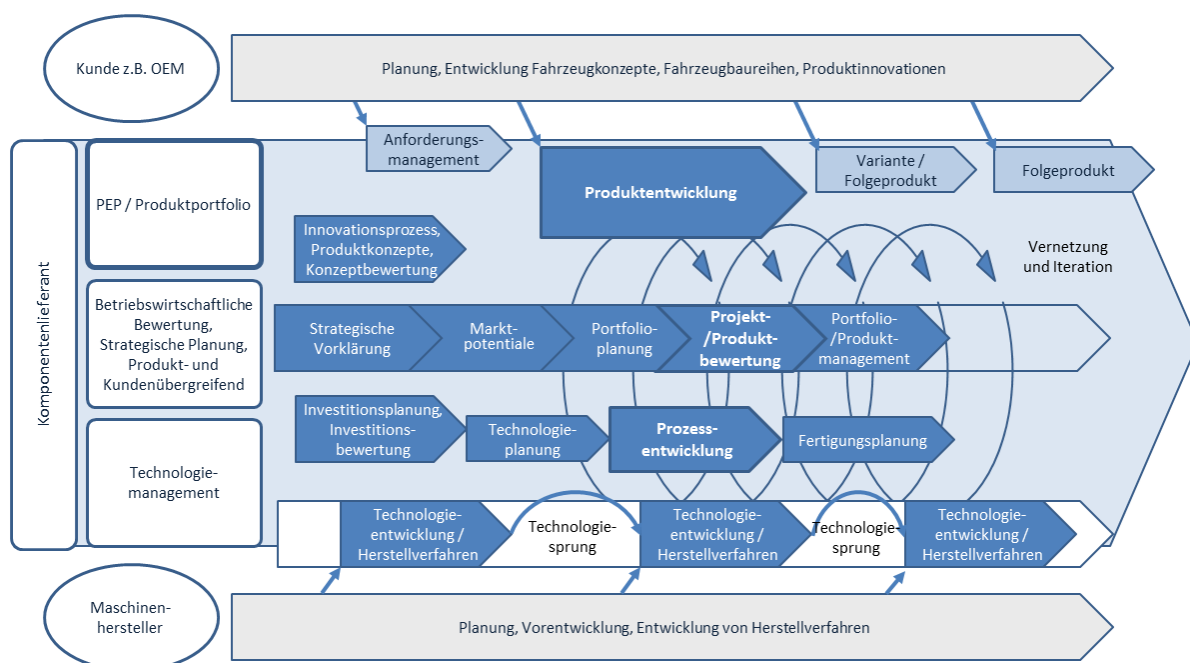 Kunde z.B. OEM
Planung, Entwicklung Fahrzeugkonzepte, Fahrzeugbaureihen, Produktinnovationen
Komponentenlieferant
PEP / Produktportfolio
Anforderungs-
management
Produktentwicklung
Variante /
Folgeprodukt
Folgeprodukt
Innovationsprozess,
Produktkonzepte,
Konzeptbewertung
Vernetzung
und Iteration
Betriebswirtschaftliche
Bewertung,
Strategische Planung,
Produkt- und
Kundenübergreifend
Strategische
Vorklärung
Markt-
potentiale
Portfolio-
planung
Projekt-
/Produkt-
bewertung
Portfolio-
/Produkt-
management
Technologie-
management
Investitionsplanung,
Investitions-
bewertung
Technologie-
planung
Prozess-
entwicklung
Fertigungsplanung
Technologie-
entwicklung /
Herstellverfahren
Technologie-
sprung
Technologie-
entwicklung /
Herstellverfahren
Technologie-
sprung
Technologie-
entwicklung /
Herstellverfahren
Maschinen-
hersteller
Planung, Vorentwicklung, Entwicklung von Herstellverfahren